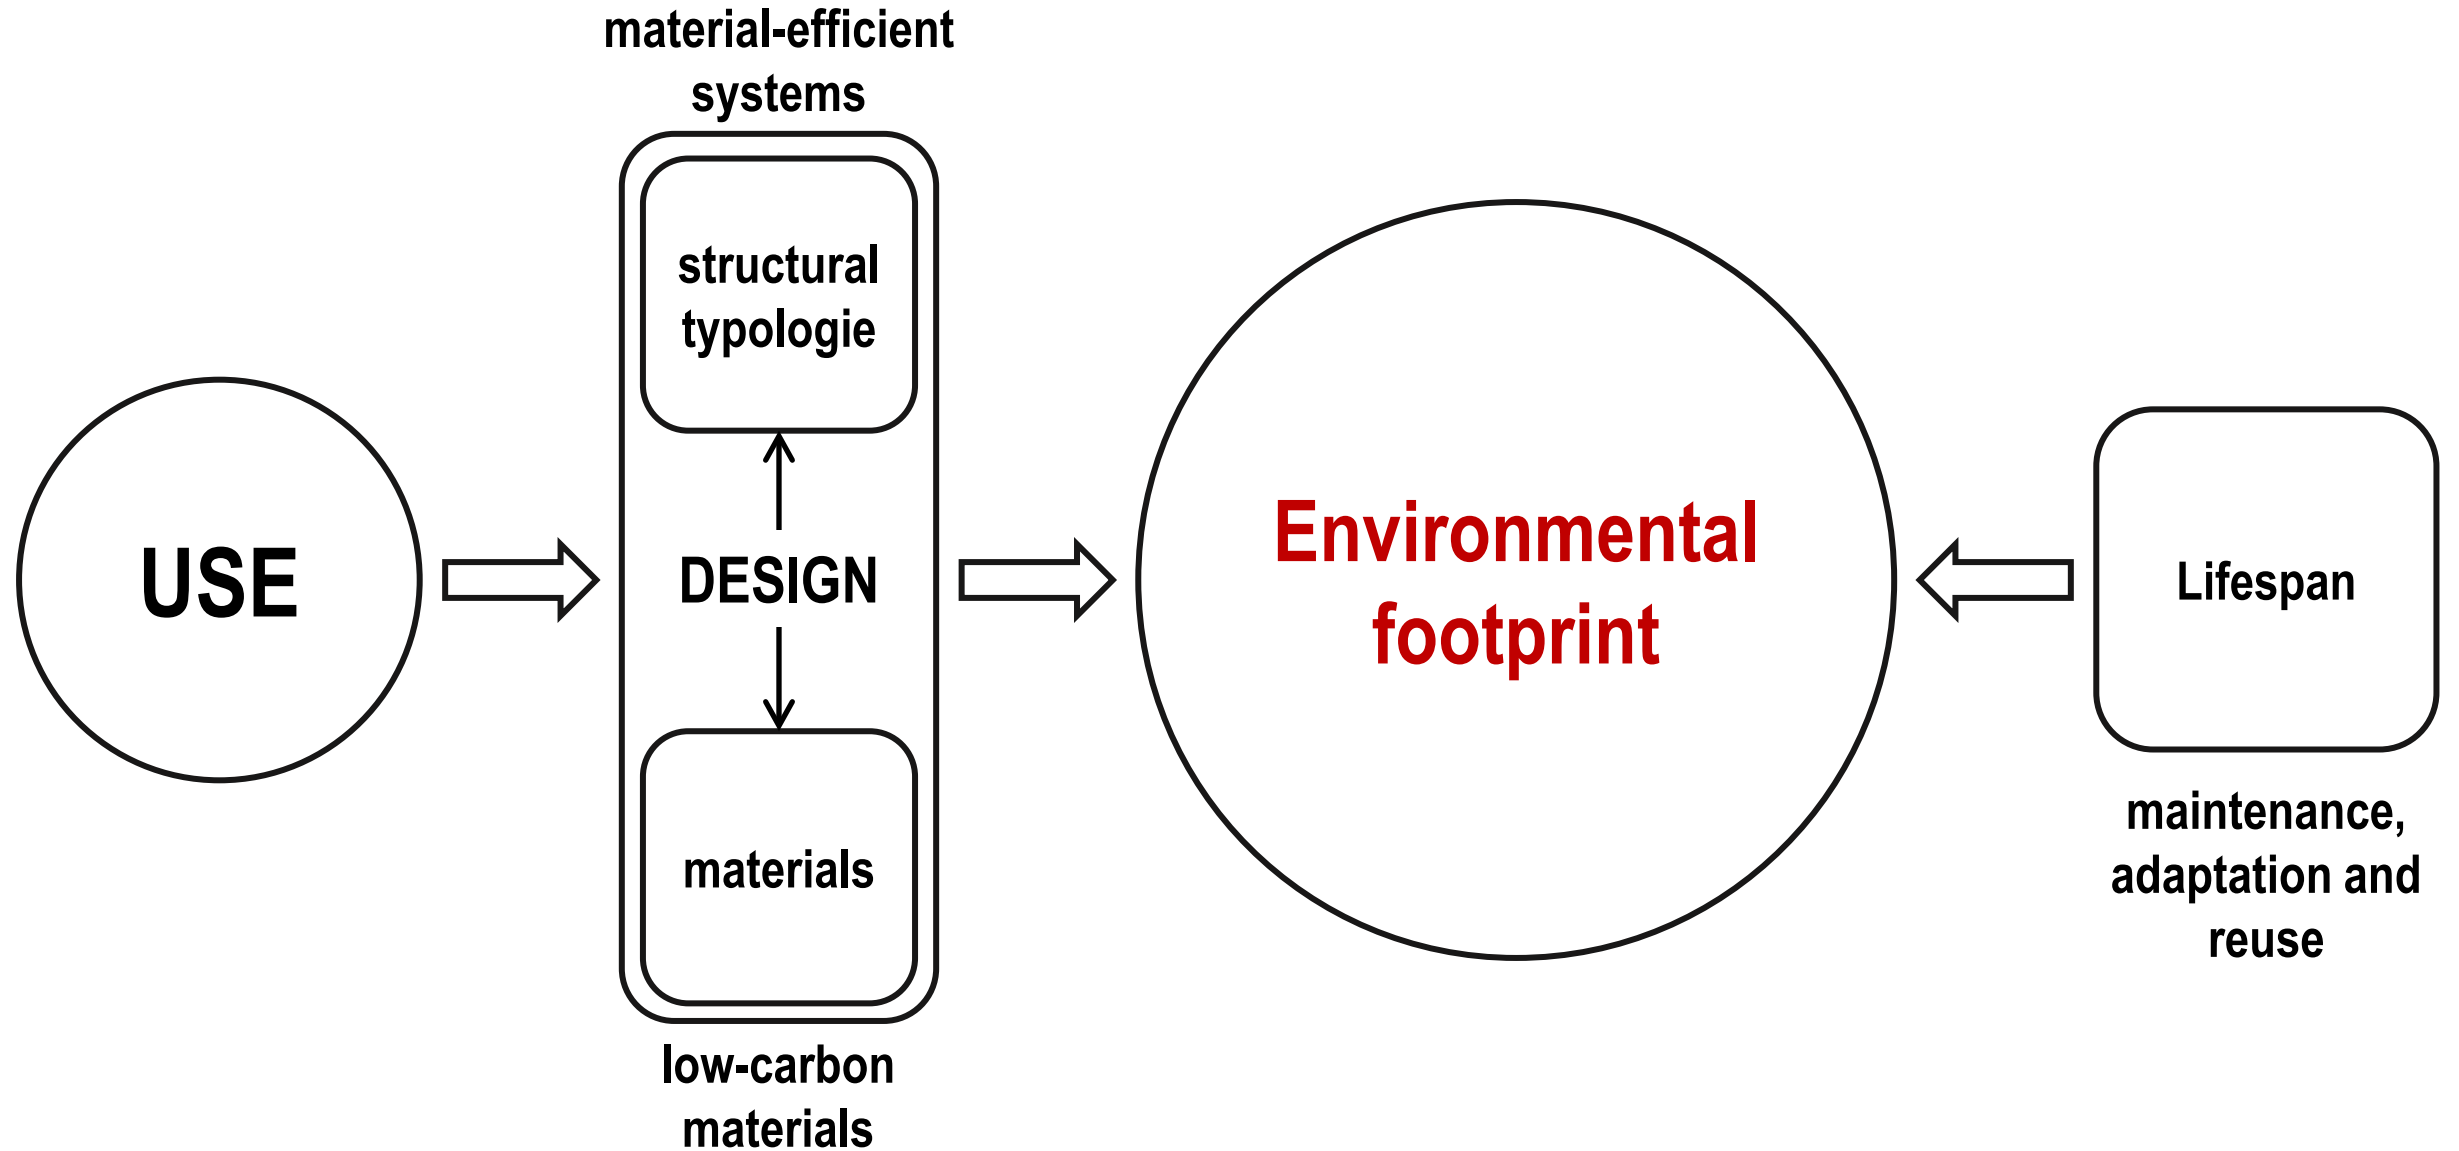 material-efficient
systems
structural
typologie
USE
DESIGN
materials
low-carbon
materials
Environmental
footprint
Lifespan
maintenance,
adaptation and
reuse